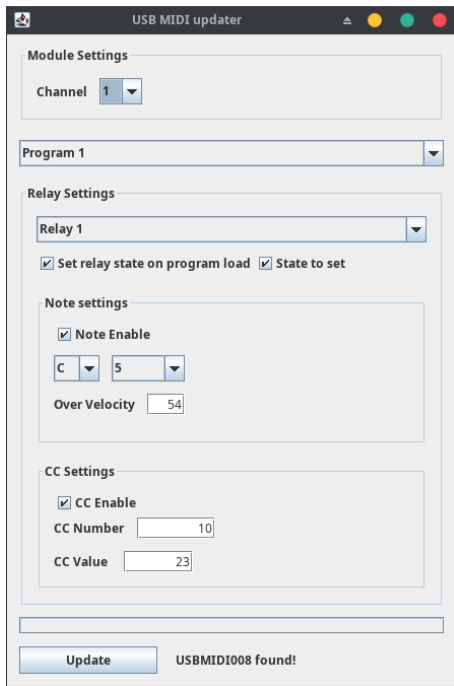 USB MIDI updater
Module Settings
Channel 1
Program 1
Relay Settings
Relay 1
Set relay state on program load State to set
Note settings
Note Enable
C 5
Over Velocity 54
CC Settings
CC Enable
CC Number 10
CC Value 23
Update USBMIDI008 found!